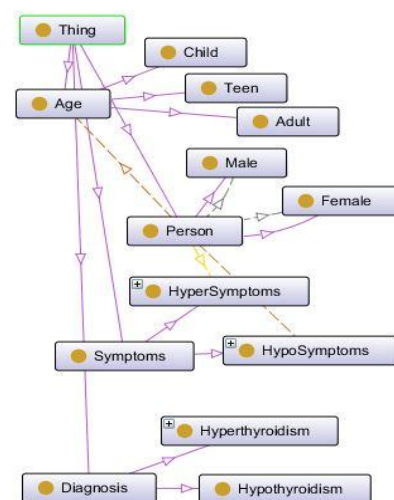 Thing
Child
Teen
Age
Adult
Male
Female
Person
HyperSymptoms
HypoSymptoms
Symptoms
Hyperthyroidism
Diagnosis
Hypothyroidism